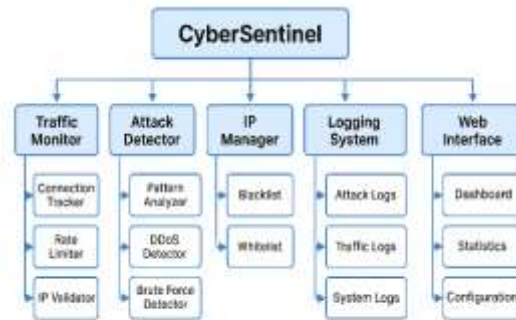 CyberSentinel
Traffic
Monitor
Attack
Detector
IP
Manager
Logging
System
Web
Interface
Connection
Tracker
Rate
Limiter
IP Validator
Pattern
Analyzer
DDoS
Detector
Brute Force
Detector
Blacklist
Whitelist
Attack Logs
Traffic Logs
System Logs
Dashboard
Statistics
Configuration